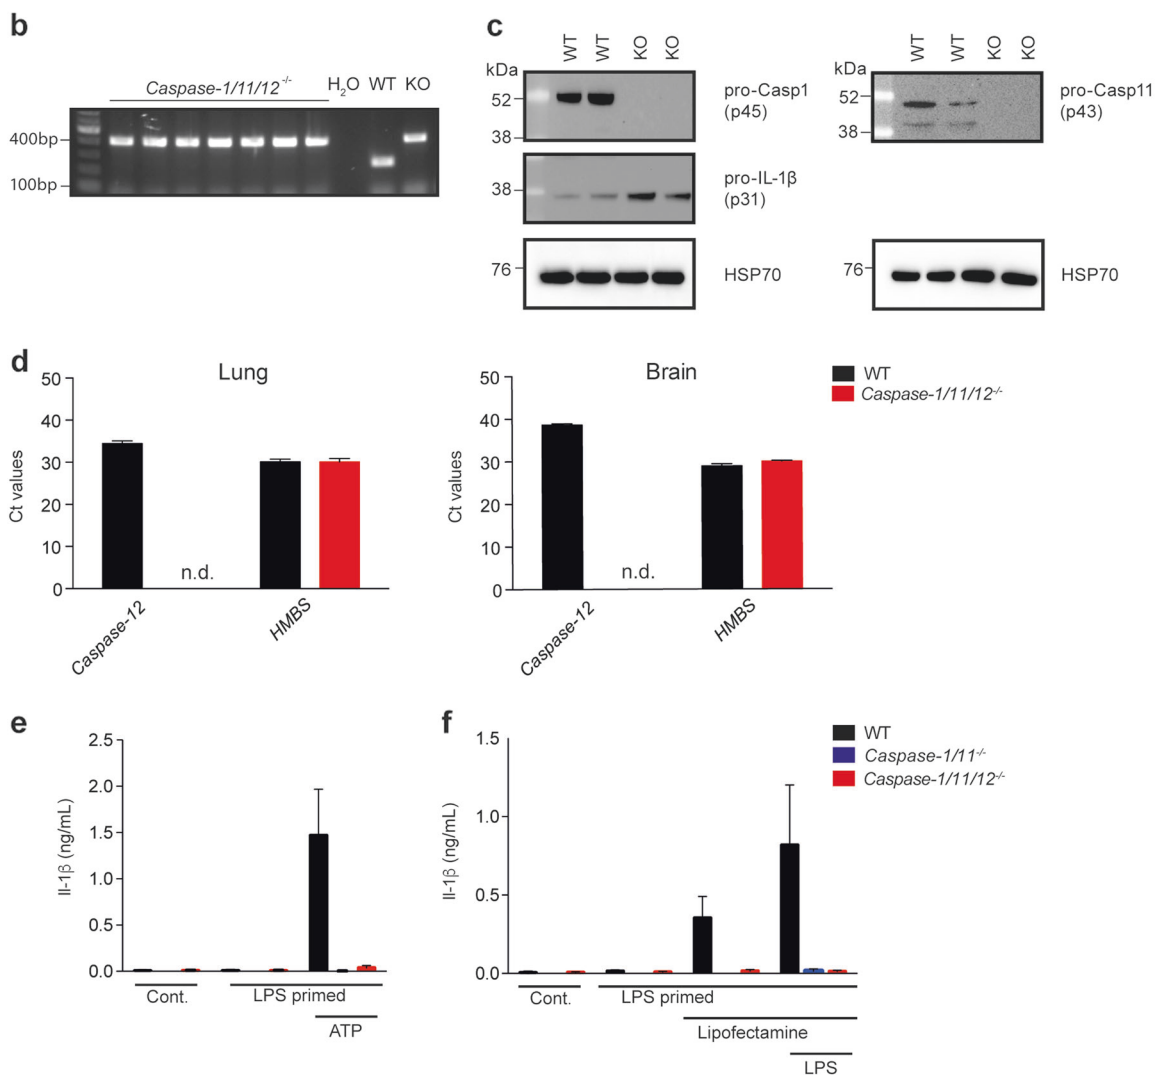 b
Caspase-1/11/12-/- H2O WT KO
400bp
100bp
c
WT WT KO KO
kDa
52
38
pro-Casp1
(p45)
38
pro-IL-1β
(p31)
76
HSP70
WT WT KO KO
kDa
52
38
pro-Casp11
(p43)
76
HSP70
d
Lung
Ct values
50
40
30
20
10
0
n.d.
Caspase-12
HMBS
Brain
Ct values
50
40
30
20
10
0
n.d.
Caspase-12
HMBS
WT
Caspase-1/11/12-/-
e
Il-1β (ng/mL)
2.5
2.0
1.5
1.0
0.5
0.0
Cont.
LPS primed
ATP
f
Il-1β (ng/mL)
1.5
1.0
0.5
0.0
Cont.
LPS primed
Lipofectamine
LPS
WT
Caspase-1/11-/-
Caspase-1/11/12-/-